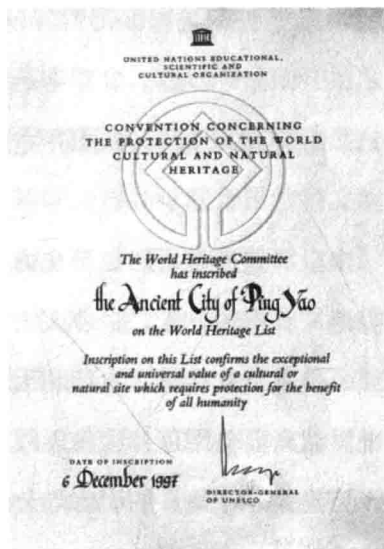 UNITED NATIONS EDUCATIONAL,
SCIENTIFIC AND
CULTURAL ORGANIZATION
CONVENTION CONCERNING
THE PROTECTION OF THE WORLD
CULTURAL AND NATURAL
HERITAGE
The World Heritage Committee
has inscribed
the Ancient City of Ping Yao
on the World Heritage List
Inscription on this List confirms the exceptional
and universal value of a cultural or
natural site which requires protection for the benefit
of all humanity
DATE OF INSCRIPTION
6 December 1997
DIRECTOR-GENERAL
OF UNESCO